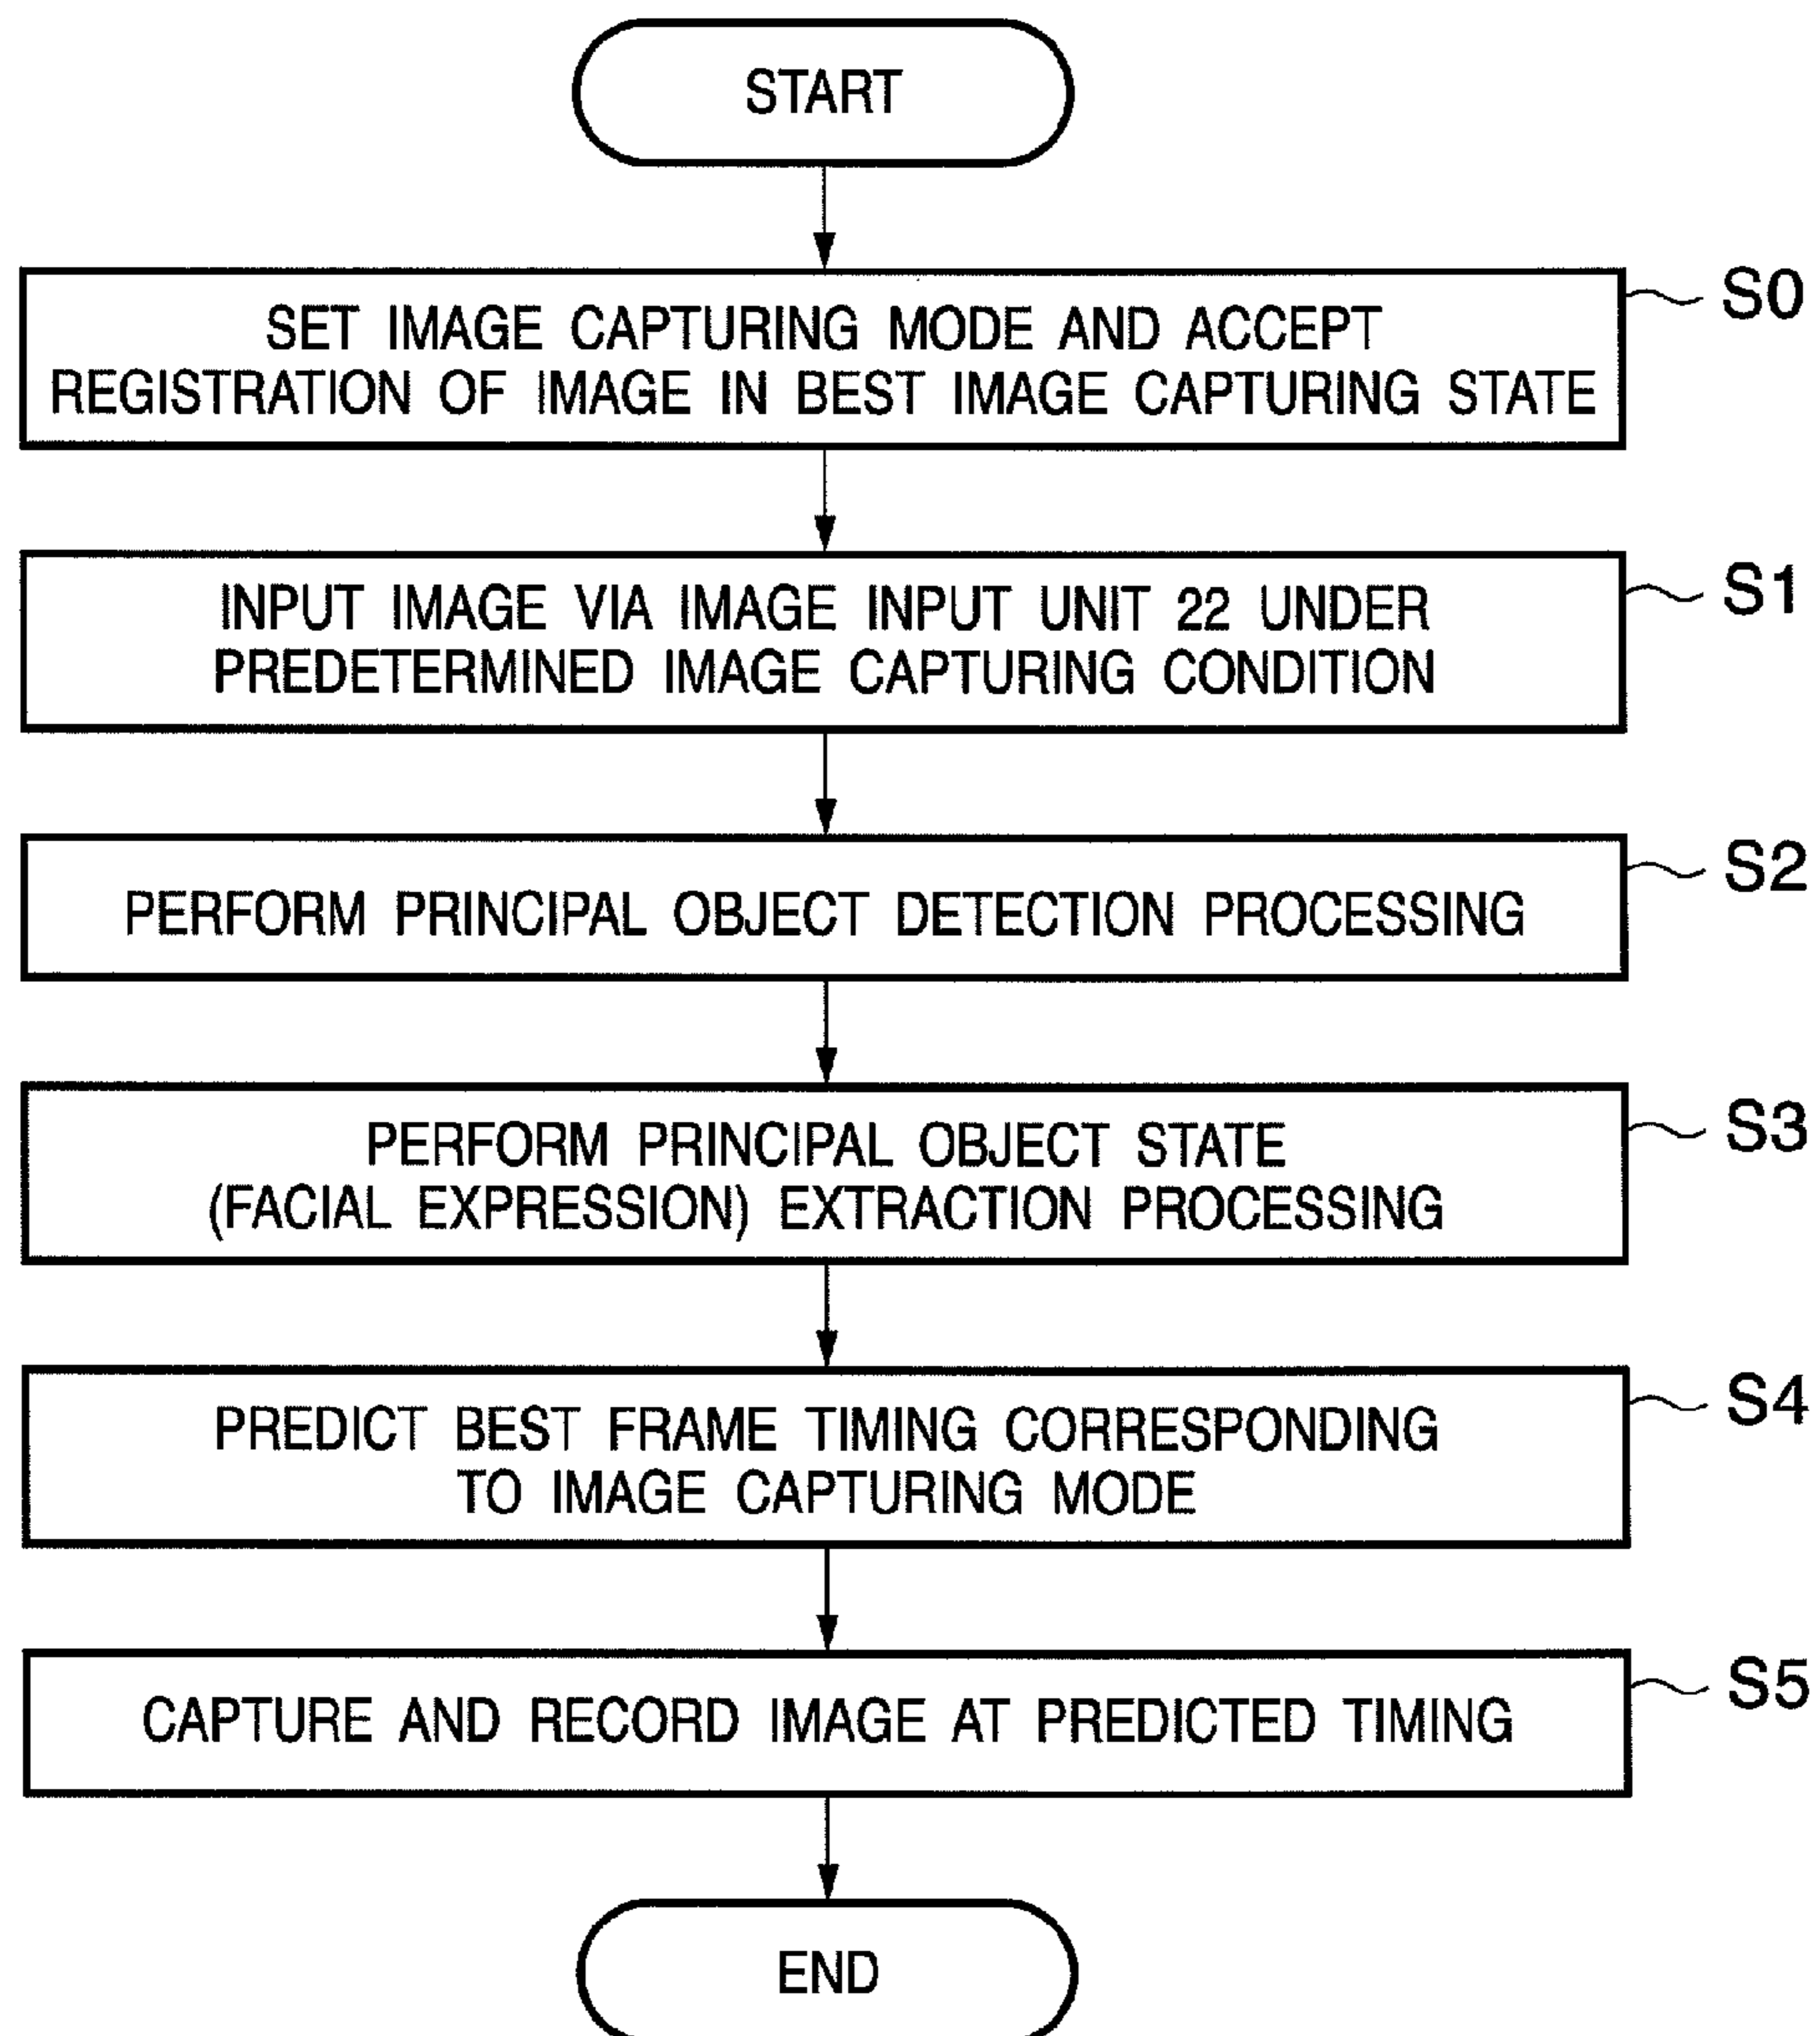 START
SET IMAGE CAPTURING MODE AND ACCEPT
REGISTRATION OF IMAGE IN BEST IMAGE CAPTURING STATE
S0
INPUT IMAGE VIA IMAGE INPUT UNIT 22 UNDER
PREDETERMINED IMAGE CAPTURING CONDITION
S1
PERFORM PRINCIPAL OBJECT DETECTION PROCESSING
S2
PERFORM PRINCIPAL OBJECT STATE
(FACIAL EXPRESSION) EXTRACTION PROCESSING
S3
PREDICT BEST FRAME TIMING CORRESPONDING
TO IMAGE CAPTURING MODE
S4
CAPTURE AND RECORD IMAGE AT PREDICTED TIMING
S5
END